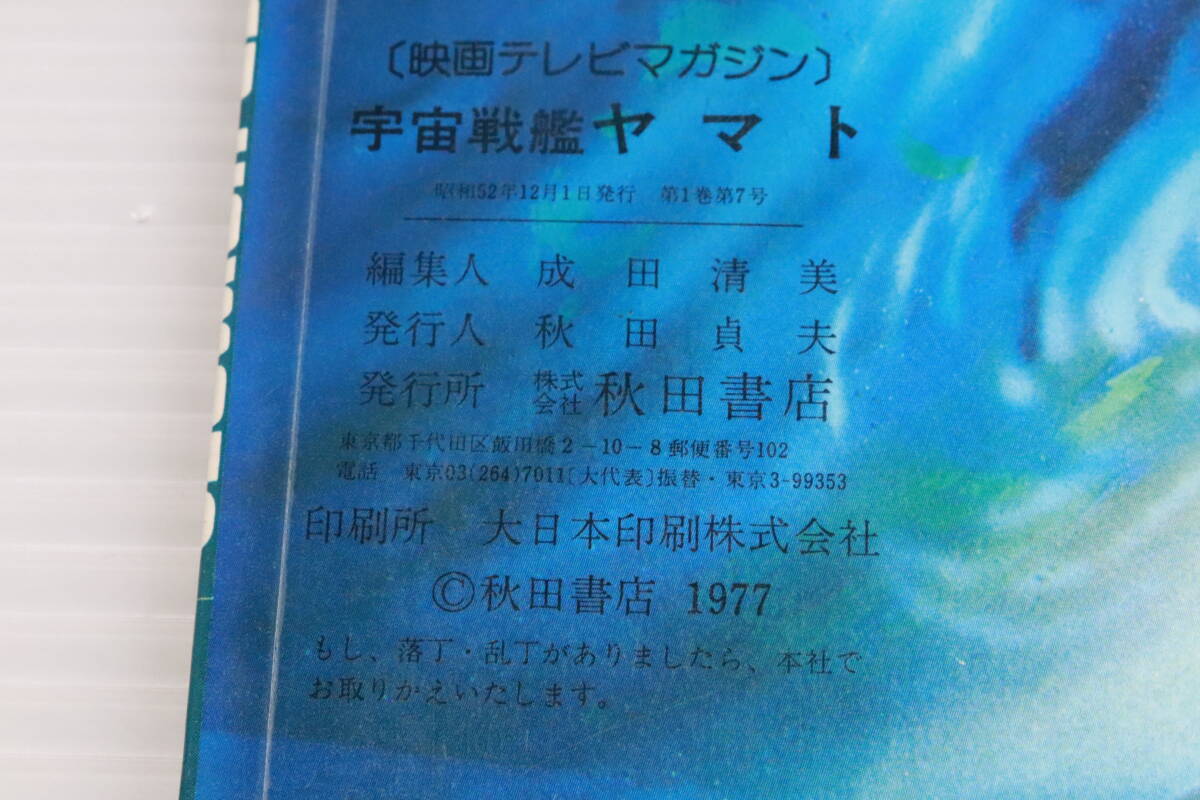 〔映画テレビマガジン〕
宇宙戦艦ヤマト
昭和52年12月1日発行　第1巻第7号
編集人　成田清美
発行人　秋田貞夫
発行所　株式会社 秋田書店
東京都千代田区飯田橋2-10-8郵便番号102
電話　東京03(264)7011〔大代表〕振替・東京3-99353
印刷所　大日本印刷株式会社
©秋田書店 1977
もし、落丁・乱丁がありましたら、本社で
お取りかえいたします。